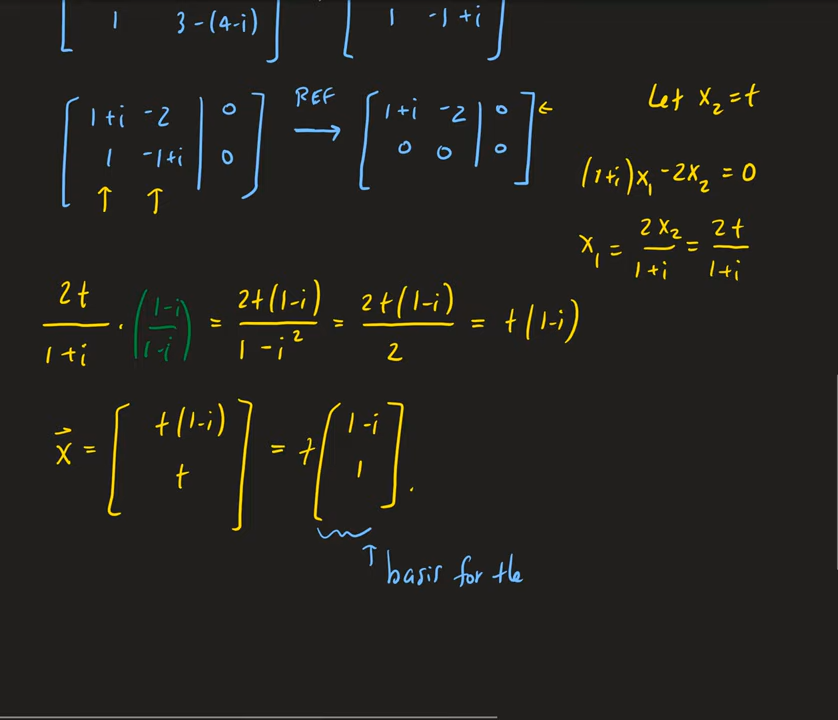 [ 1 3-(4-i) ] [ 1 -1+i ]
[ 1+i -2 | 0 ] REF → [ 1+i -2 | 0 ] ←
[ 1 -1+i | 0 ] [ 0 0 | 0 ]
↑ ↑
Let x₂ = t
(1+i)x₁ - 2x₂ = 0
x₁ = 2x₂/(1+i) = 2t/(1+i)
2t/(1+i) · ((1-i)/(1-i)) = 2t(1-i)/(1-i²) = 2t(1-i)/2 = t(1-i)
x⃗ = [ t(1-i) ; t ] = t [ 1-i ; 1 ].
↑ basis for the